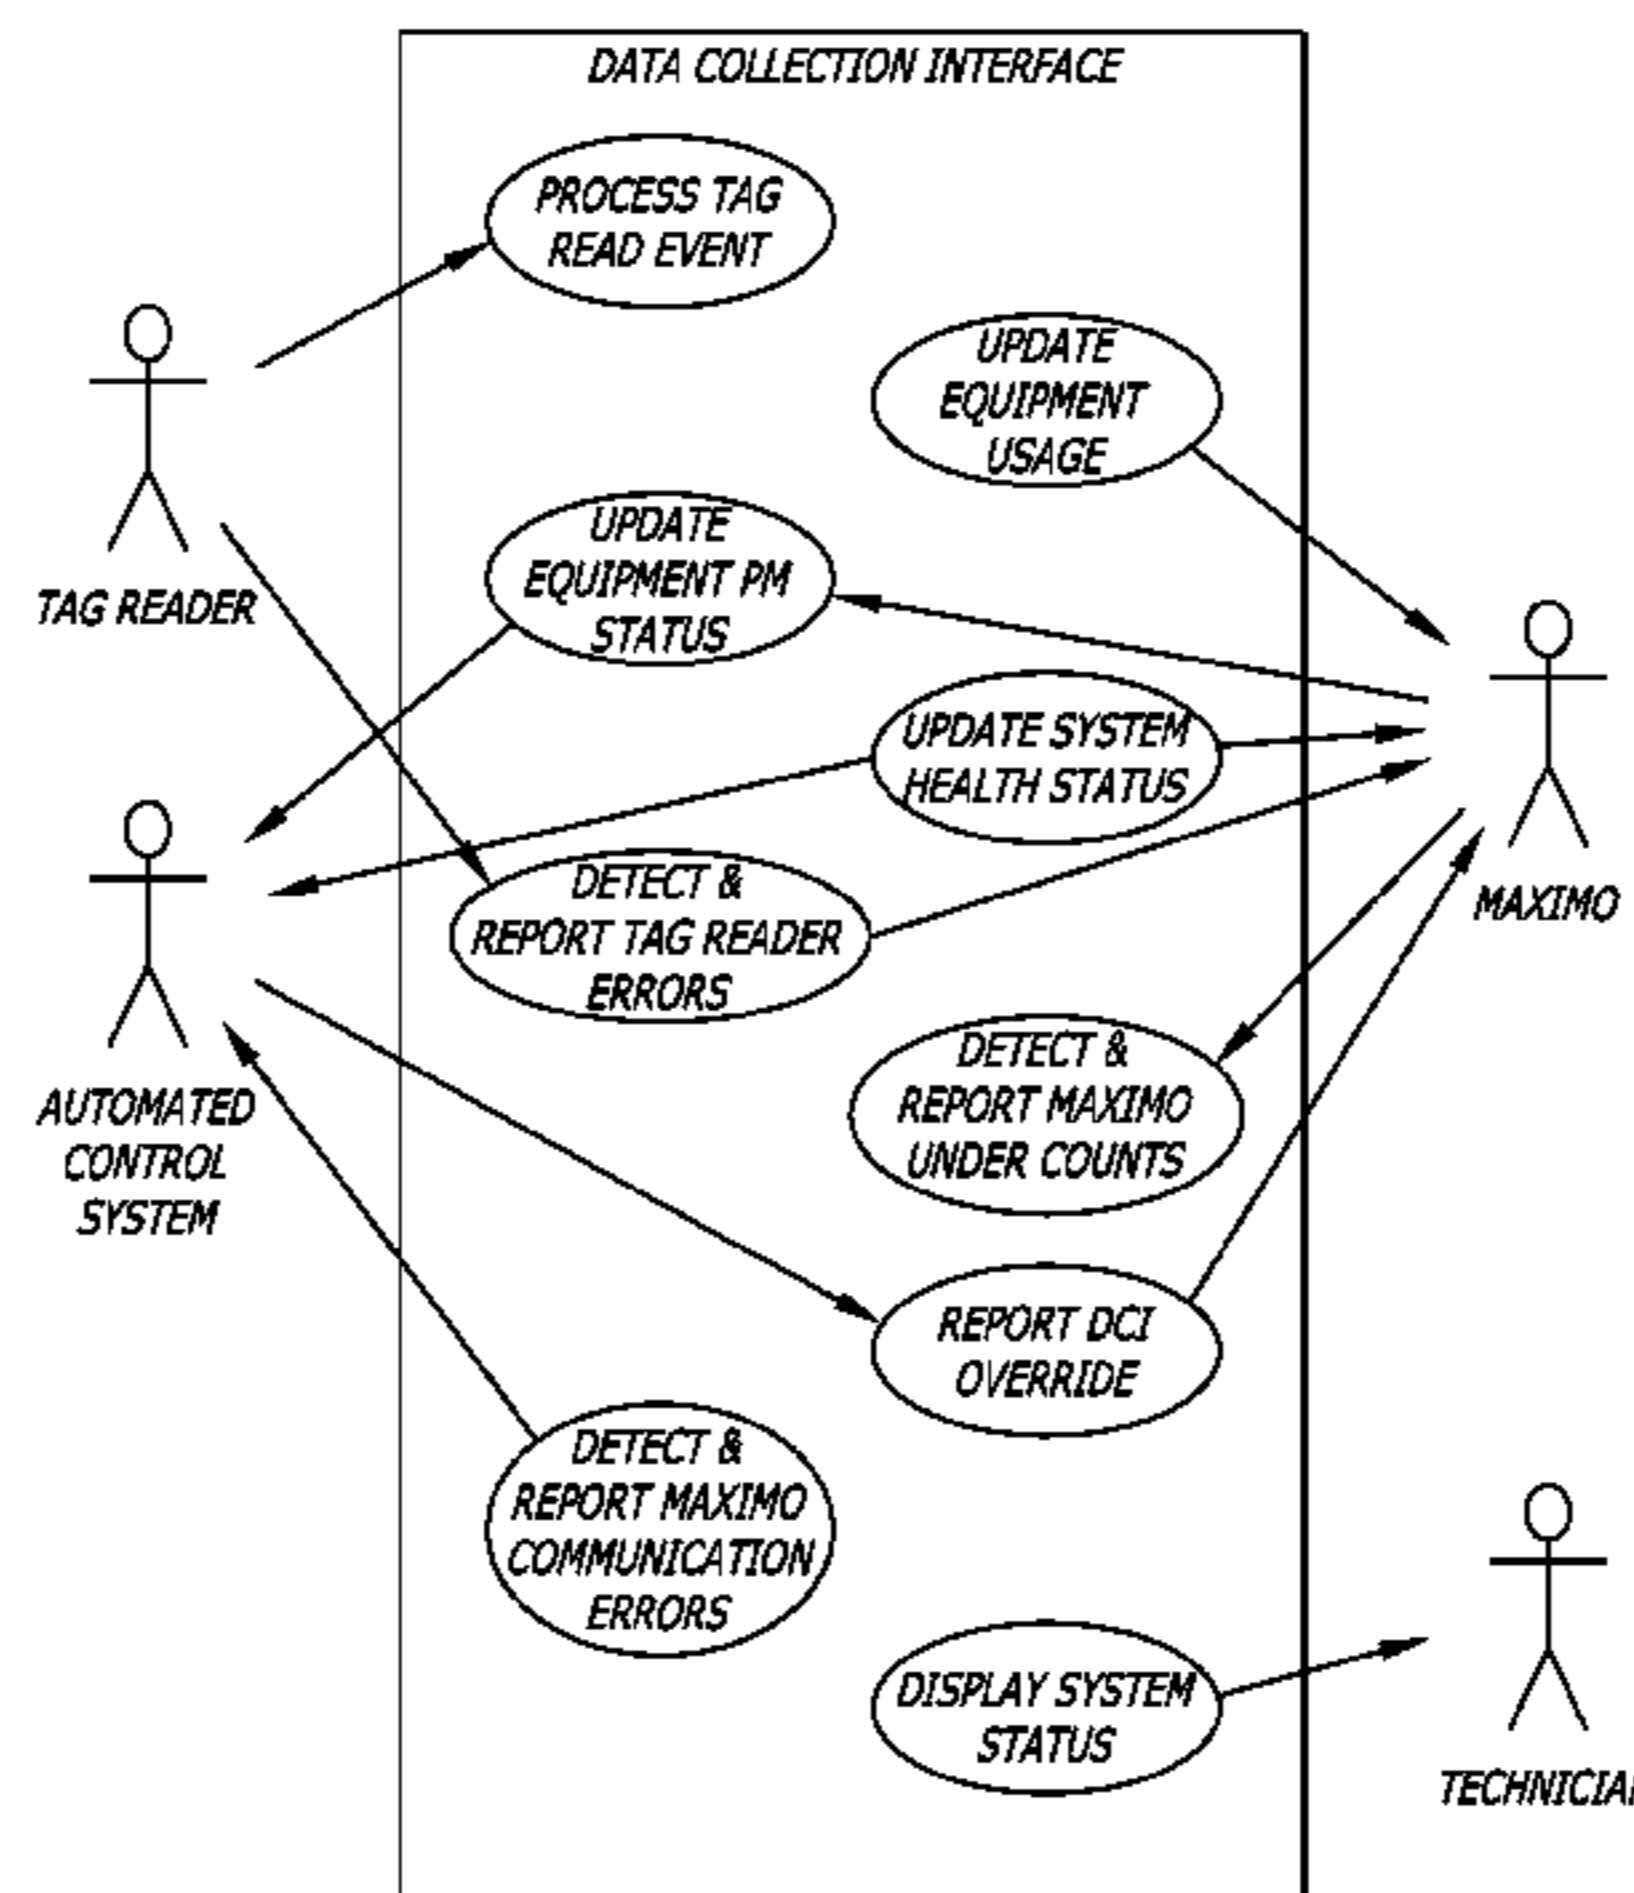 DATA COLLECTION INTERFACE
PROCESS TAG
READ EVENT
UPDATE
EQUIPMENT
USAGE
UPDATE
EQUIPMENT PM
STATUS
TAG READER
UPDATE SYSTEM
HEALTH STATUS
DETECT &
REPORT TAG READER
ERRORS
MAXIMO
DETECT &
REPORT MAXIMO
UNDER COUNTS
AUTOMATED
CONTROL
SYSTEM
REPORT DCI
OVERRIDE
DETECT &
REPORT MAXIMO
COMMUNICATION
ERRORS
DISPLAY SYSTEM
STATUS
TECHNICIA